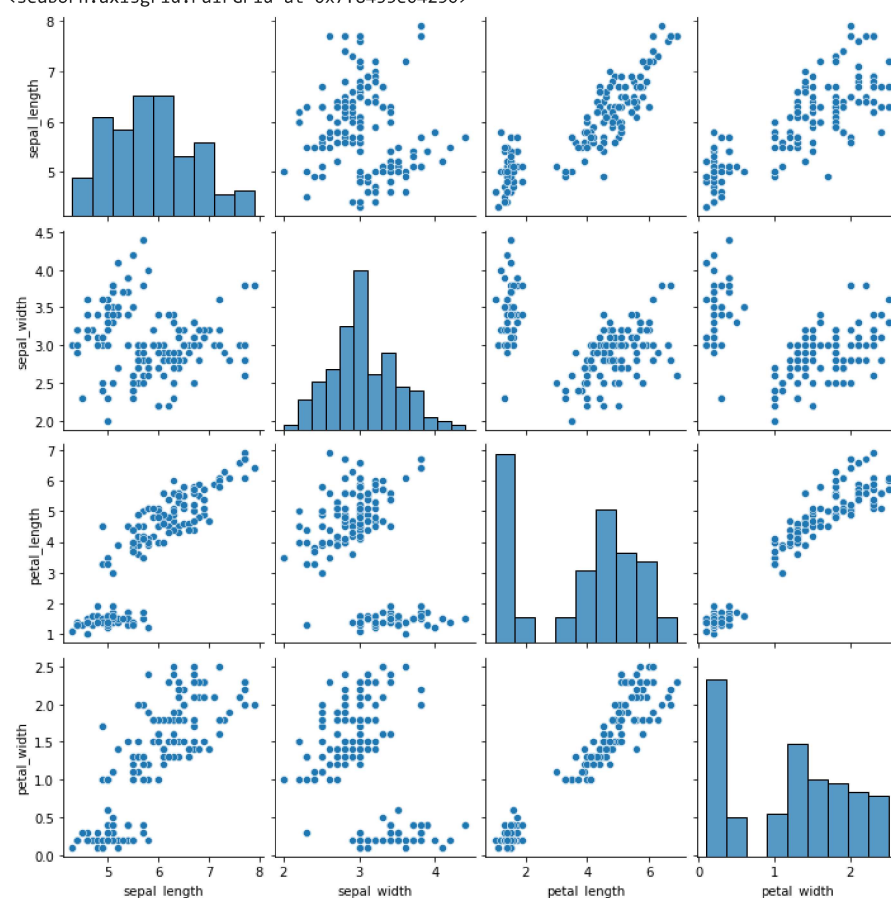 sepal_length
8
7
6
5
sepal_width
4.5
4.0
3.5
3.0
2.5
2.0
petal_length
7
6
5
4
3
2
1
petal_width
2.5
2.0
1.5
1.0
0.5
0.0
5 6 7 8
2 3 4
2 4 6
0 1 2
sepal_length sepal_width petal_length petal_width